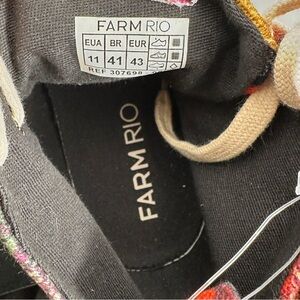 FARM RIO
EUA BR EUR
11 41 43
REF 307698
FARM RIO